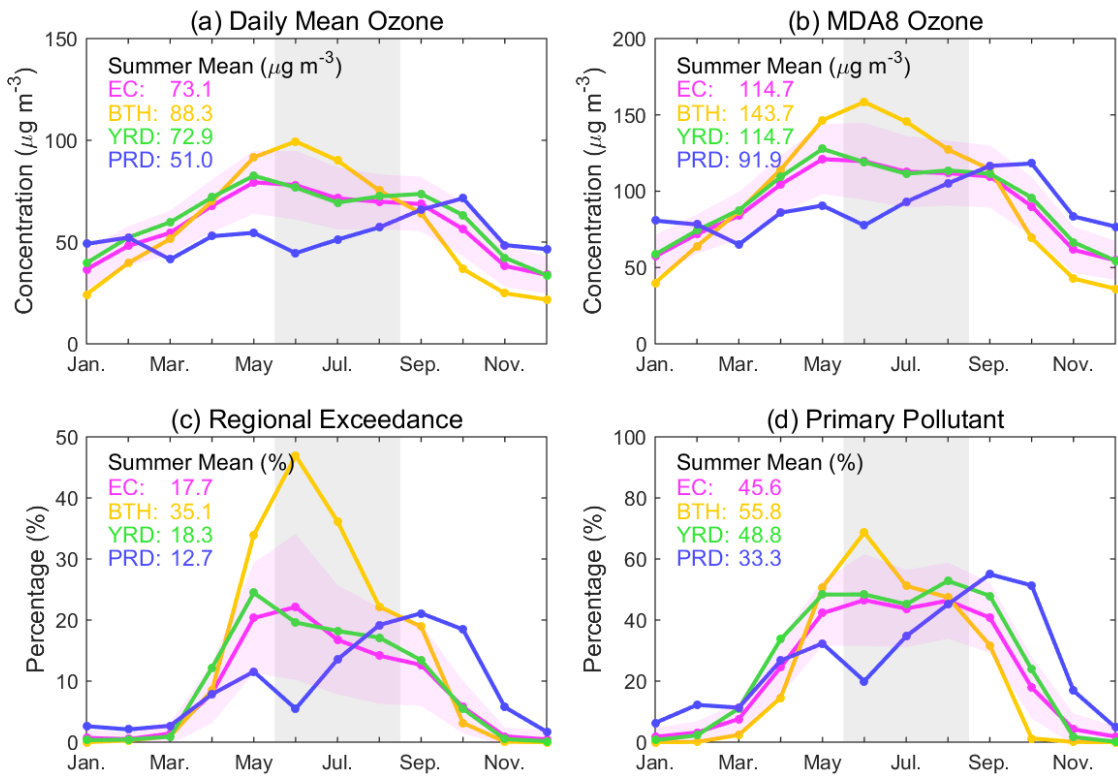 (a) Daily Mean Ozone
150
100
50
0
Concentration (μg m⁻³)
Summer Mean (μg m⁻³)
EC: 73.1
BTH: 88.3
YRD: 72.9
PRD: 51.0
Jan. Mar. May Jul. Sep. Nov.
(b) MDA8 Ozone
200
150
100
50
0
Concentration (μg m⁻³)
Summer Mean (μg m⁻³)
EC: 114.7
BTH: 143.7
YRD: 114.7
PRD: 91.9
Jan. Mar. May Jul. Sep. Nov.
(c) Regional Exceedance
50
40
30
20
10
0
Percentage (%)
Summer Mean (%)
EC: 17.7
BTH: 35.1
YRD: 18.3
PRD: 12.7
Jan. Mar. May Jul. Sep. Nov.
(d) Primary Pollutant
100
80
60
40
20
0
Percentage (%)
Summer Mean (%)
EC: 45.6
BTH: 55.8
YRD: 48.8
PRD: 33.3
Jan. Mar. May Jul. Sep. Nov.